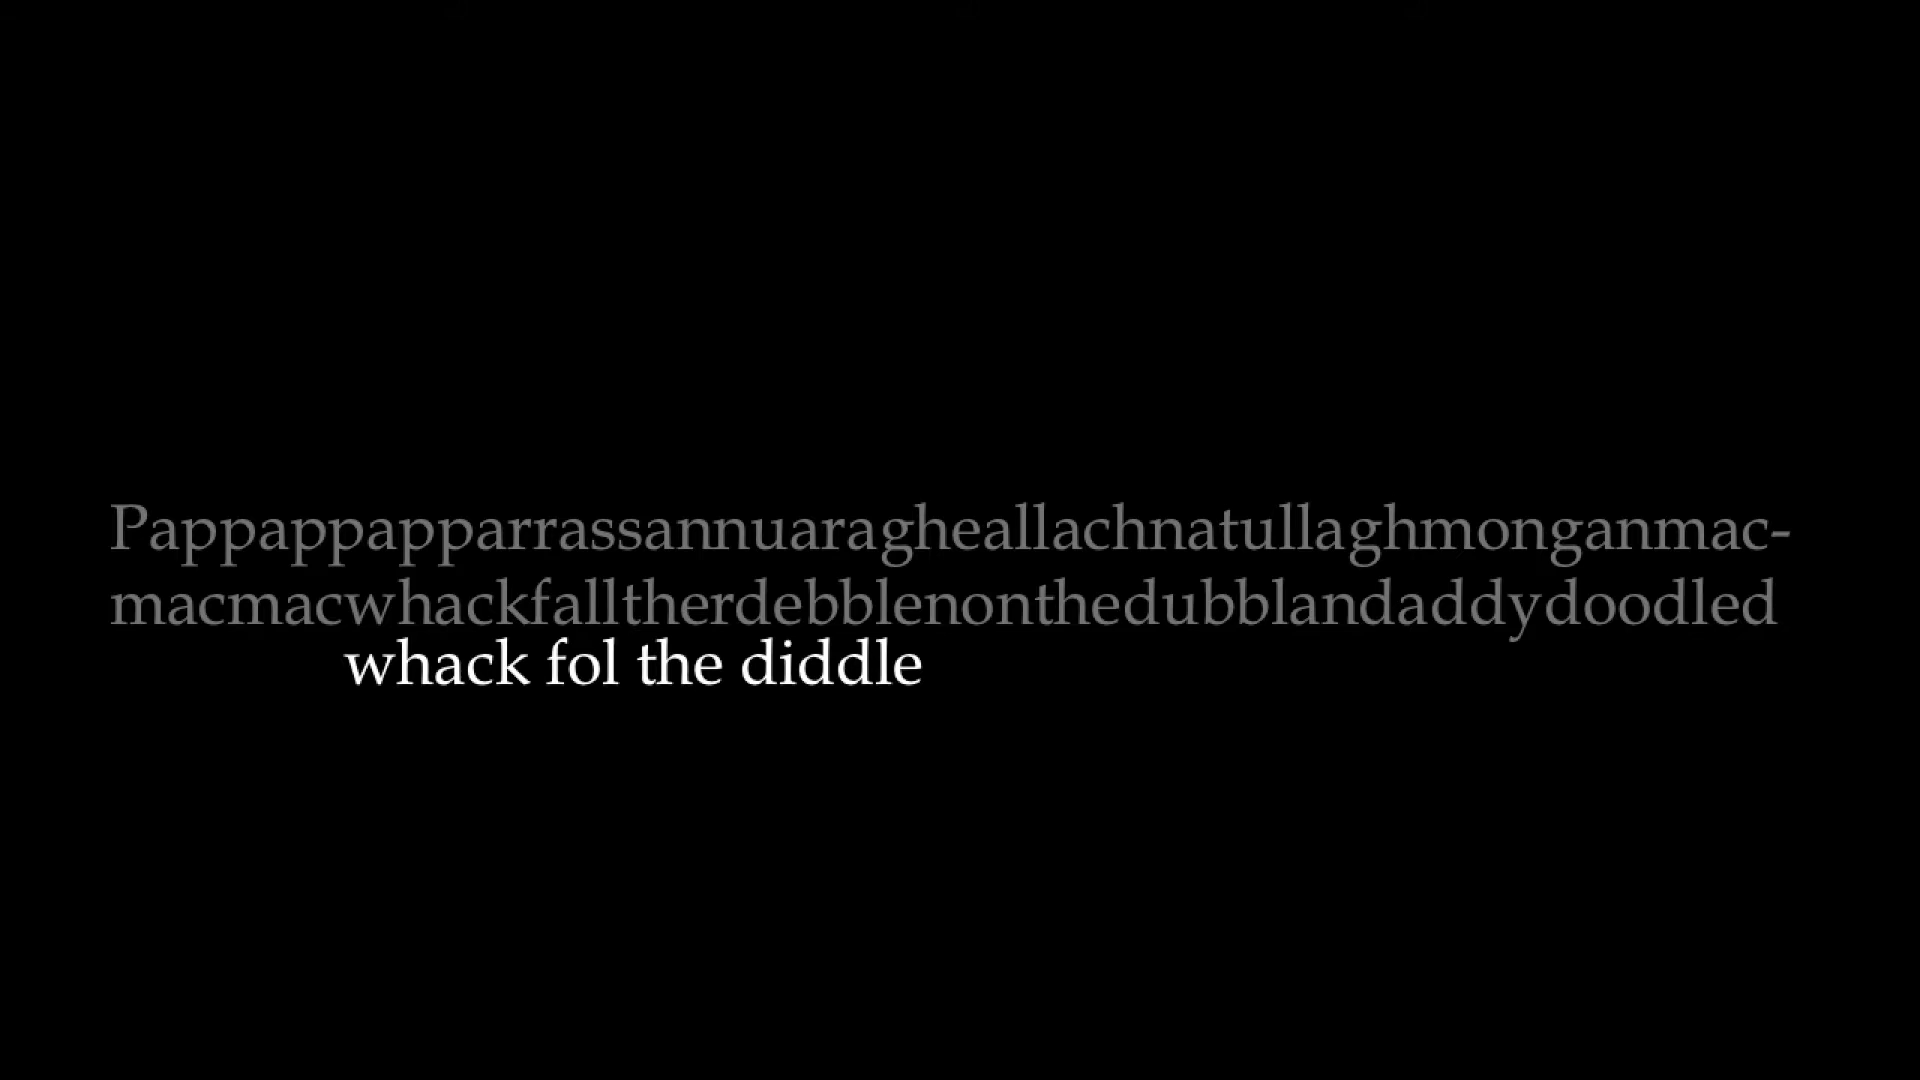 Pappappapparrassannuaragheallachnatullaghmonganmac-
macmacwhackfalltherdebblenonthedubblandaddydoodled
whack fol the diddle